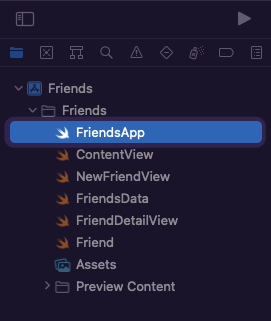 Friends
Friends
FriendsApp
ContentView
NewFriendView
FriendsData
FriendDetailView
Friend
Assets
Preview Content